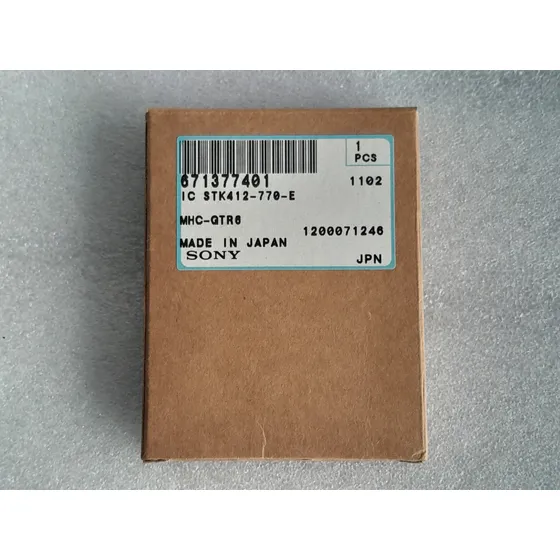 1
PCS
671377401 1102
IC STK412-770-E
MHC-GTR6
1200071246
MADE IN JAPAN
SONY JPN